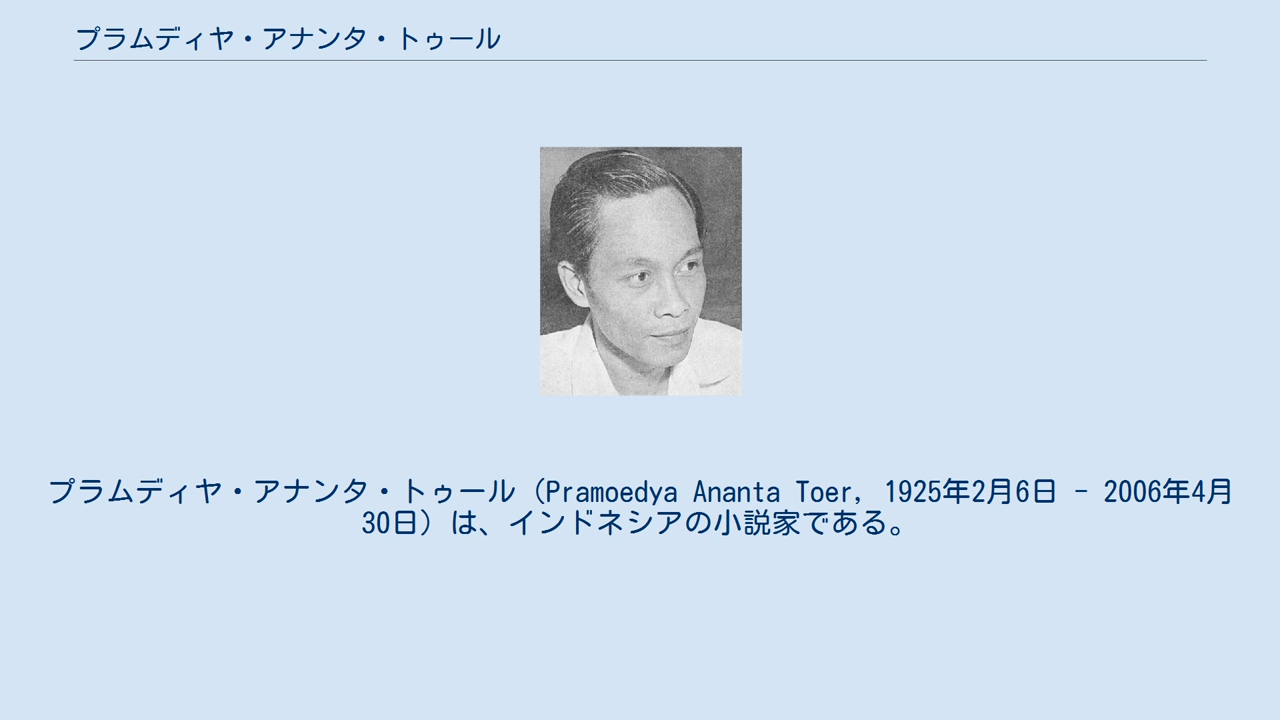 プラムディヤ・アナンタ・トゥール
プラムディヤ・アナンタ・トゥール（Pramoedya Ananta Toer, 1925年2月6日 - 2006年4月
30日）は、インドネシアの小説家である。